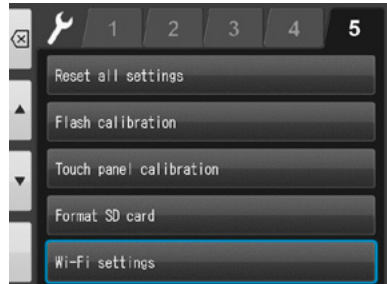 1 2 3 4 5
Reset all settings
Flash calibration
Touch panel calibration
Format SD card
Wi-Fi settings